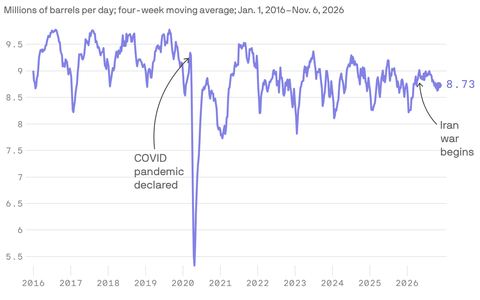 Millions of barrels per day; four-week moving average; Jan. 1, 2016–Nov. 6, 2026
9.5
9
8.5
8
7.5
7
6.5
6
5.5
8.73
COVID
pandemic
declared
Iran
war
begins
2016 2017 2018 2019 2020 2021 2022 2023 2024 2025 2026